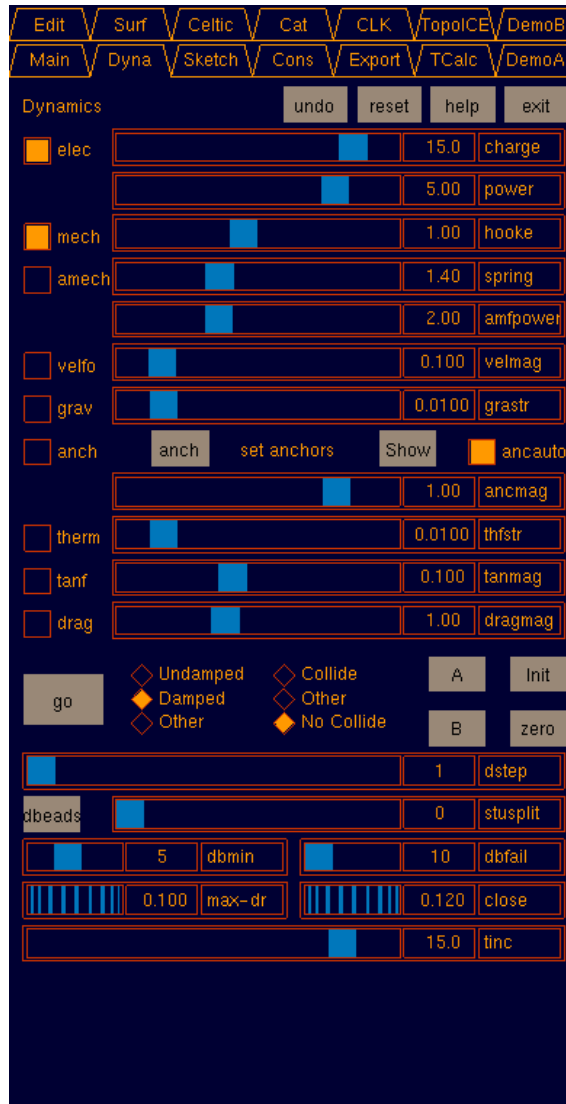 Edit Surf Celtic Cat CLK TopoICE DemoB
Main Dyna Sketch Cons Export TCalc DemoA
Dynamics undo reset help exit
elec 15.0 charge
5.00 power
mech 1.00 hooke
amech 1.40 spring
2.00 amfpower
velfo 0.100 velmag
grav 0.0100 grastr
anch anch set anchors Show ancauto
1.00 ancmag
therm 0.0100 thfstr
tanf 0.100 tanmag
drag 1.00 dragmag
go
Undamped Collide A Init
Damped Other
Other No Collide B zero
1 dstep
dbeads 0 stusplit
5 dbmin 10 dbfail
0.100 max-dr 0.120 close
15.0 tinc